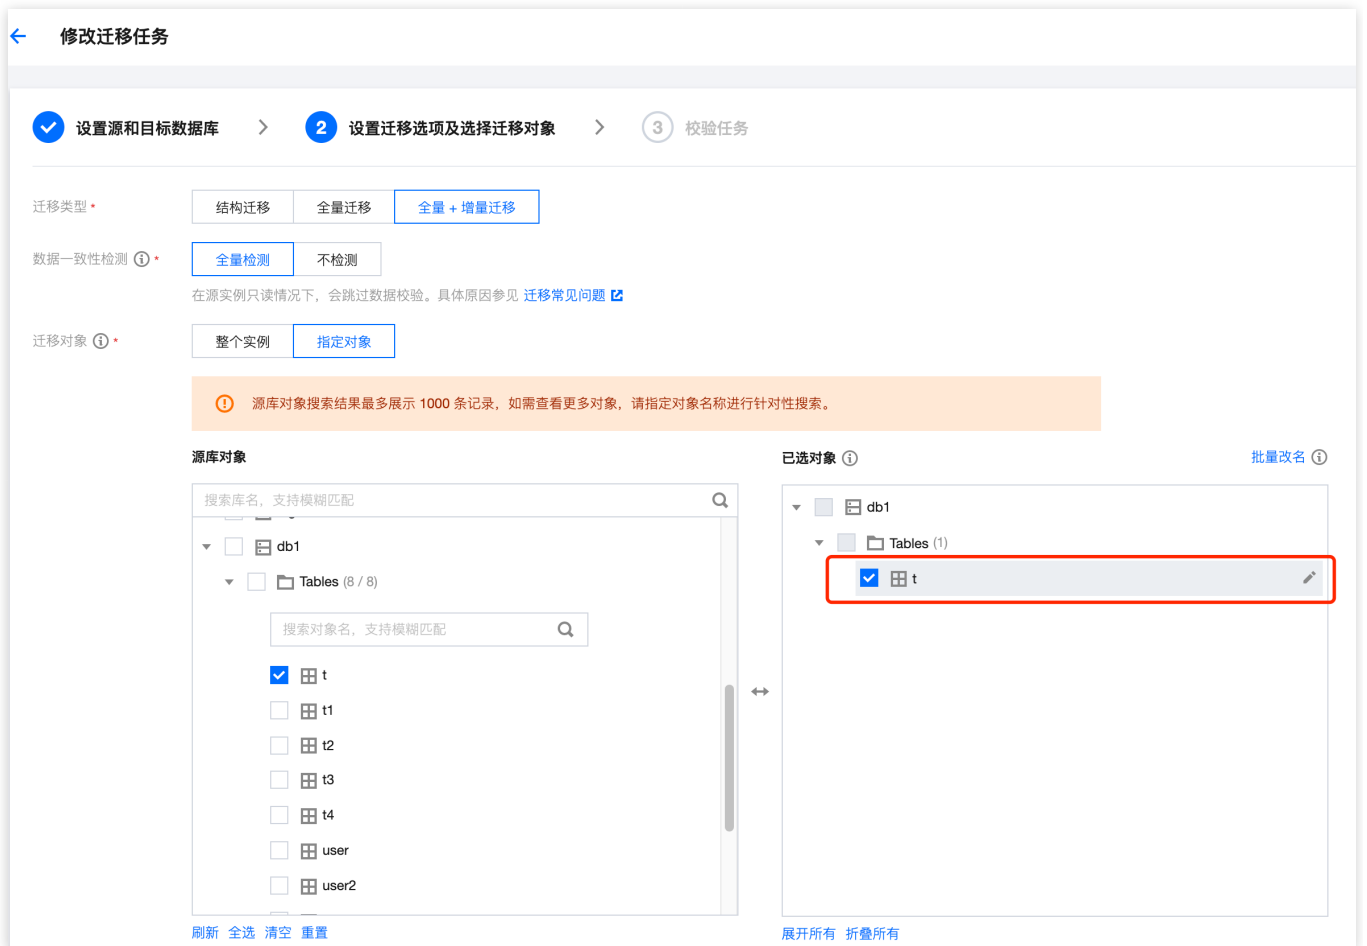 修改迁移任务
设置源和目标数据库
2 设置迁移选项及选择迁移对象
3 校验任务
迁移类型 * 结构迁移 全量迁移 全量 + 增量迁移
数据一致性检测 * 全量检测 不检测
在源实例只读情况下，会跳过数据校验。具体原因参见 迁移常见问题
迁移对象 * 整个实例 指定对象
源库对象搜索结果最多展示 1000 条记录，如需查看更多对象，请指定对象名称进行针对性搜索。
源库对象
搜索库名，支持模糊匹配
db1
Tables (8 / 8)
搜索对象名，支持模糊匹配
t
t1
t2
t3
t4
user
user2
刷新 全选 清空 重置
已选对象 批量改名
db1
Tables (1)
t
展开所有 折叠所有